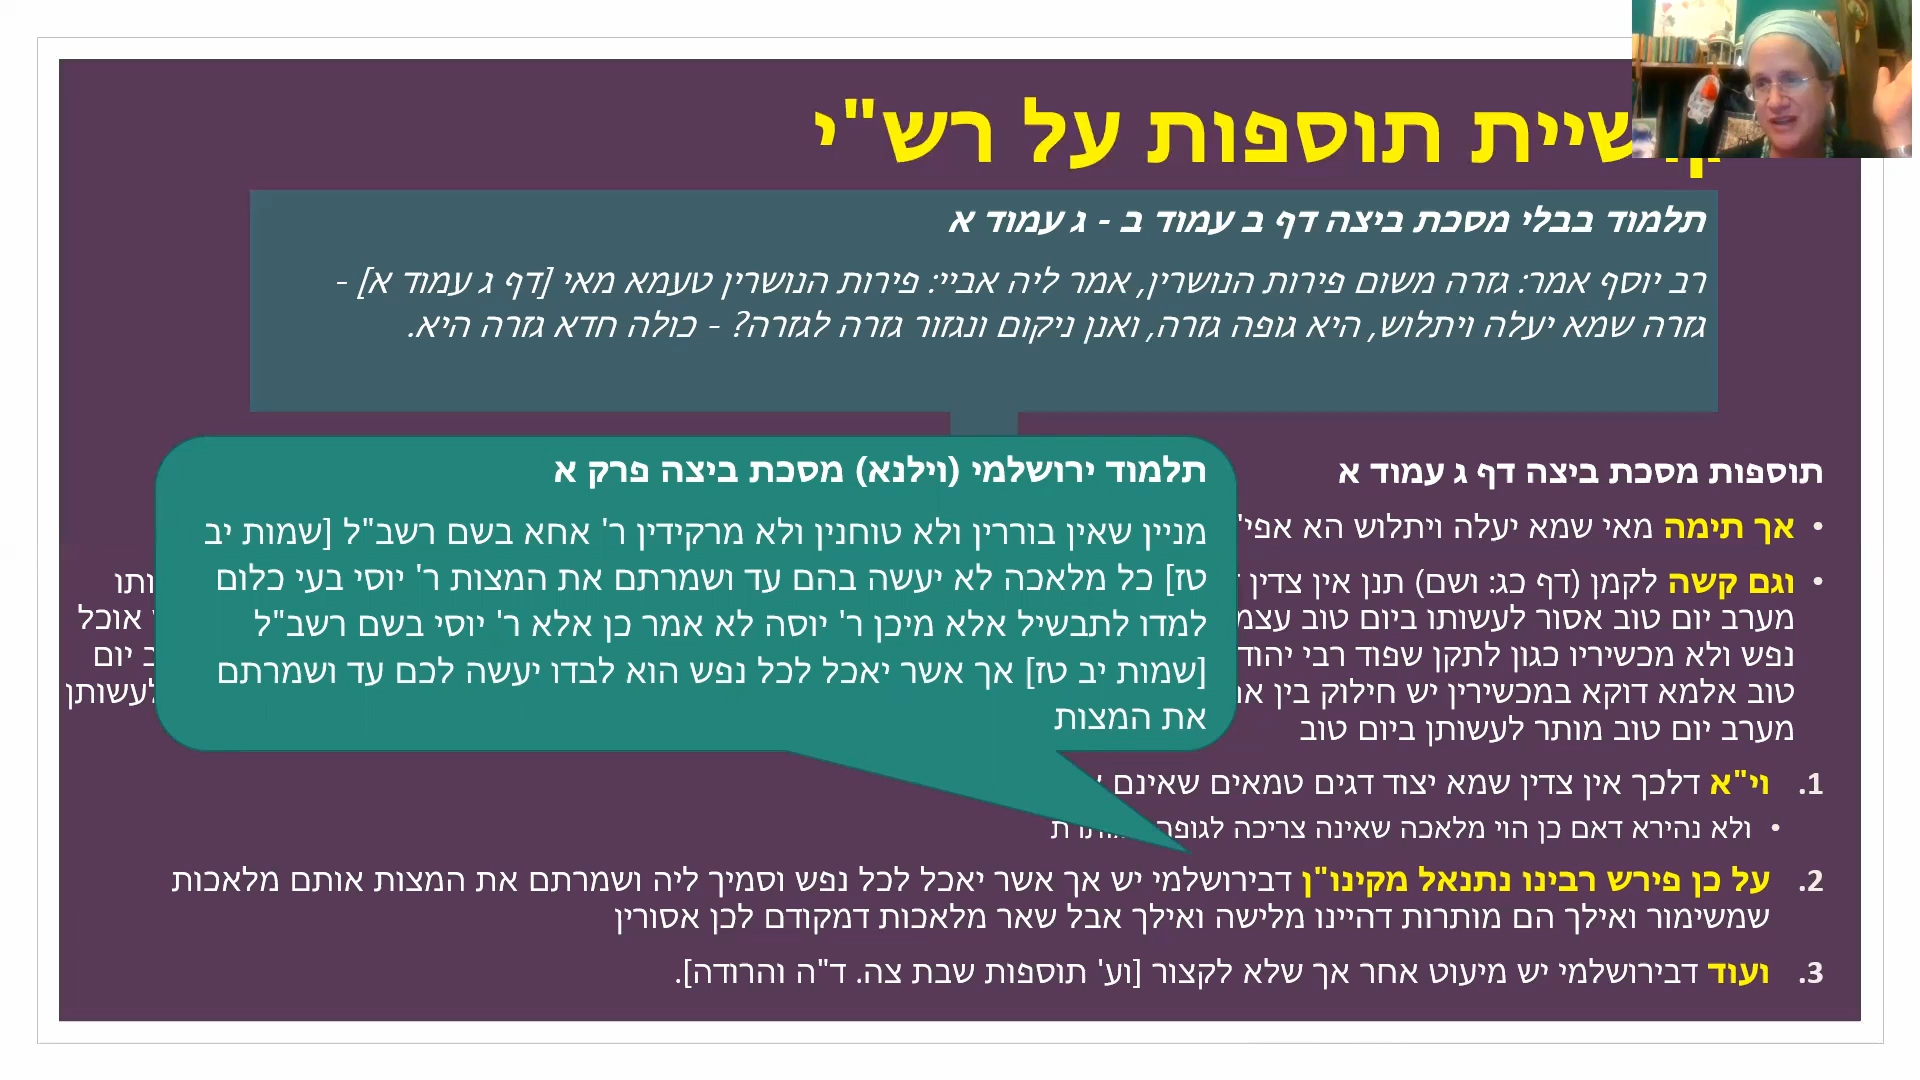 תוספות על רש"י
תלמוד בבלי מסכת ביצה דף ב עמוד ב - ג עמוד א
רב יוסף אמר: גזרה משום פירות הנושרין, אמר ליה אביי: פירות הנושרין טעמא מאי [דף ג עמוד א] -
גזרה שמא יעלה ויתלוש, היא גופה גזרה, ואנן ניקום ונגזור גזרה לגזרה? - כולה חדא גזרה היא.
תוספות מסכת ביצה דף ג עמוד א
• אך תימה מאי שמא יעלה ויתלוש הא אפי'
• וגם קשה לקמן (דף כג: ושם) תנן אין צדין
מערב יום טוב אסור לעשותו ביום טוב
נפש ולא מכשיריו כגון לתקן שפוד רבי
טוב אלמא דוקא במכשירין יש חילוק בין
מערב יום טוב מותר לעשותן ביום טוב
אוכל
יום
תלמוד ירושלמי (וילנא) מסכת ביצה פרק א
מניין שאין בוררין ולא טוחנין ולא מרקידין ר' אחא בשם רשב"ל [שמות יב
טז] כל מלאכה לא יעשה בהם עד ושמרתם את המצות ר' יוסי בעי כלום
למדו לתבשיל אלא מיכן ר' יוסה לא אמר כן אלא ר' יוסי בשם רשב"ל
[שמות יב טז] אך אשר יאכל לכל נפש הוא לבדו יעשה לכם עד ושמרתם
את המצות
1. וי"א דלכך אין צדין שמא יצוד דגים טמאים שאינם
• ולא נהירא דאם כן הוי מלאכה שאינה צריכה
2. על כן פירש רבינו נתנאל מקינו"ן דבירושלמי יש אך אשר יאכל לכל נפש וסמיך ליה ושמרתם את המצות אותם מלאכות
שמשימור ואילך הם מותרות דהיינו מלישה ואילך אבל שאר מלאכות דמקודם לכן אסורין
3. ועוד דבירושלמי יש מיעוט אחר אך שלא לקצור [וע' תוספות שבת צה. ד"ה והרודה].